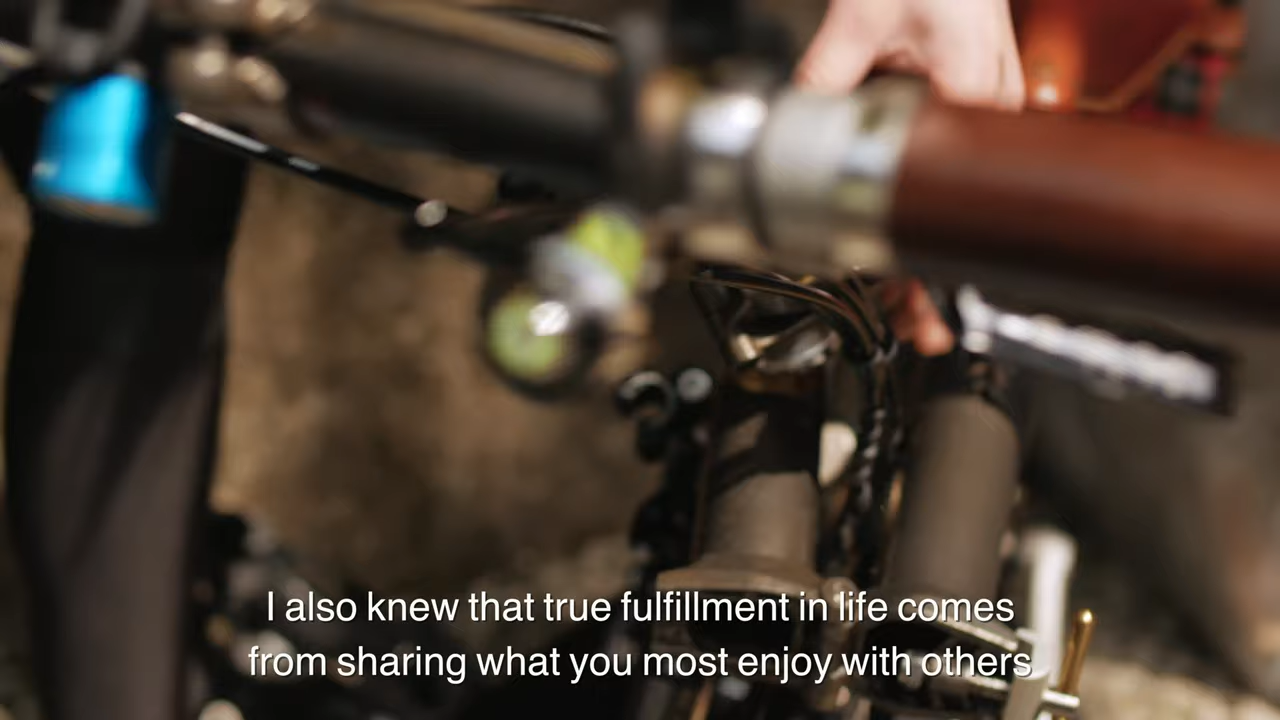 I also knew that true fulfillment in life comes
from sharing what you most enjoy with others